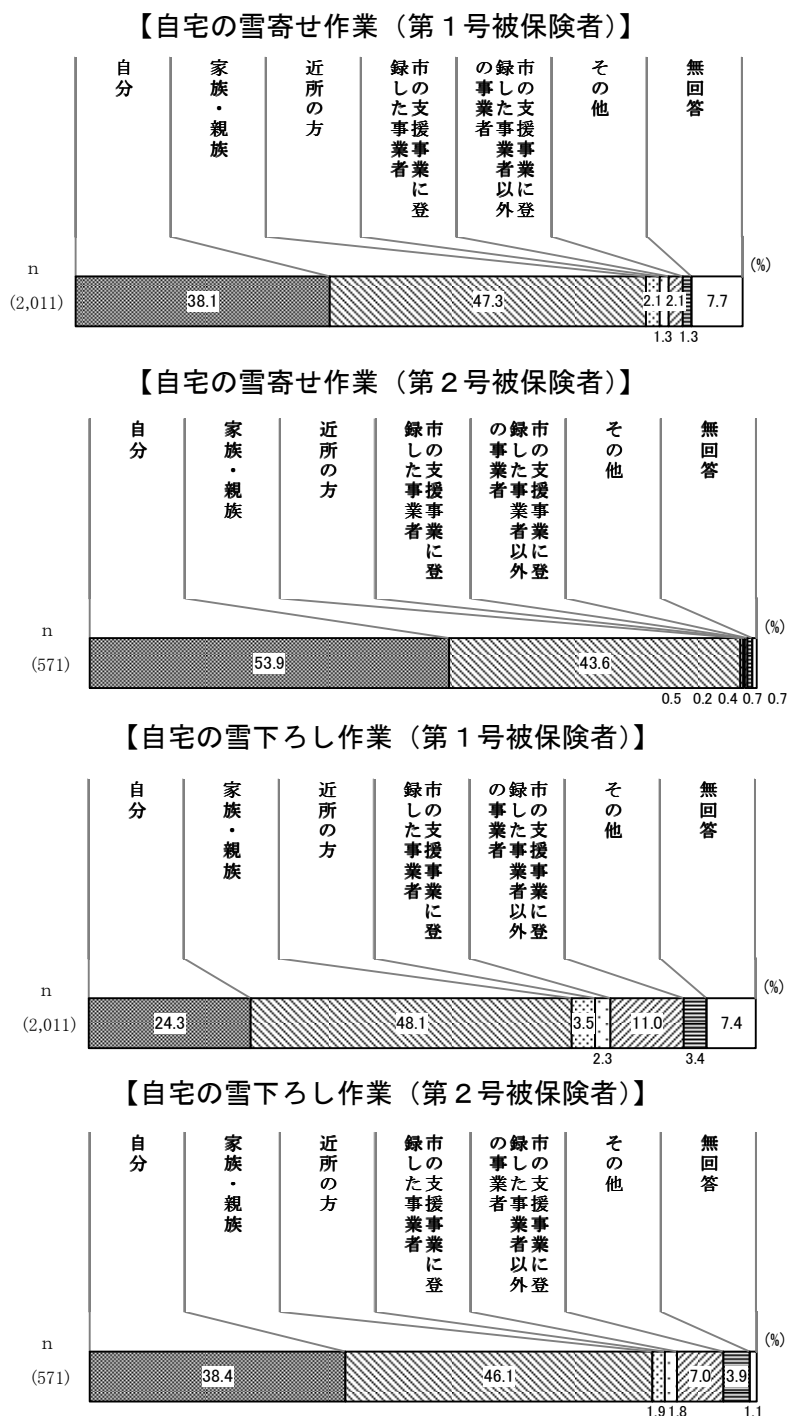 【自宅の雪寄せ作業（第１号被保険者）】
自分
家族・親族
近所の方
市の支援事業に登
録した事業者
市の支援事業に登
録した事業者以外
の事業者
その他
無回答
(%)
n
(2,011)
38.1
47.3
2.1
2.1
7.7
1.3
1.3
【自宅の雪寄せ作業（第２号被保険者）】
自分
家族・親族
近所の方
市の支援事業に登
録した事業者
市の支援事業に登
録した事業者以外
の事業者
その他
無回答
(%)
n
(571)
53.9
43.6
0.5
0.2
0.4
0.7
0.7
【自宅の雪下ろし作業（第１号被保険者）】
自分
家族・親族
近所の方
市の支援事業に登
録した事業者
市の支援事業に登
録した事業者以外
の事業者
その他
無回答
(%)
n
(2,011)
24.3
48.1
3.5
11.0
7.4
2.3
3.4
【自宅の雪下ろし作業（第２号被保険者）】
自分
家族・親族
近所の方
市の支援事業に登
録した事業者
市の支援事業に登
録した事業者以外
の事業者
その他
無回答
(%)
n
(571)
38.4
46.1
7.0
3.9
1.9
1.8
1.1